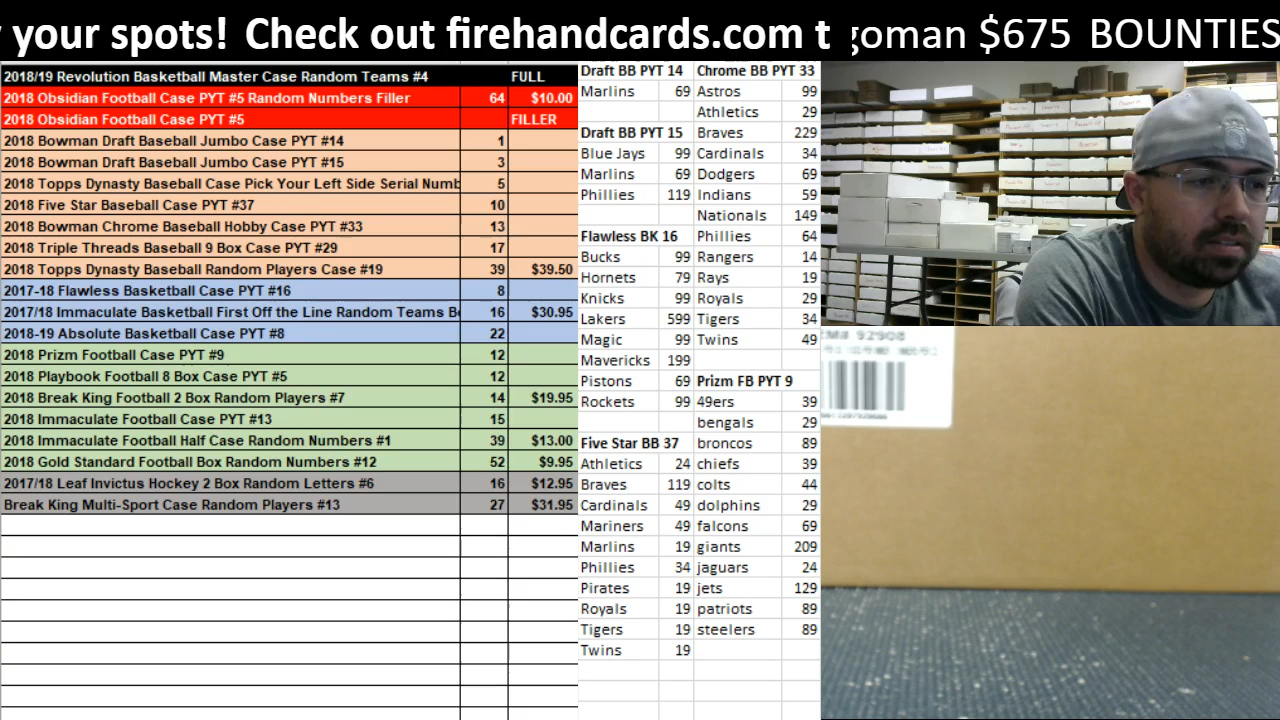 your spots! Check out firehandcards.com t
goman $675 BOUNTIES
2018/19 Revolution Basketball Master Case Random Teams #4 FULL
2018 Obsidian Football Case PYT #5 Random Numbers Filler 64 $10.00
2018 Obsidian Football Case PYT #5 FILLER
2018 Bowman Draft Baseball Jumbo Case PYT #14 1
2018 Bowman Draft Baseball Jumbo Case PYT #15 3
2018 Topps Dynasty Baseball Case Pick Your Left Side Serial Numb 5
2018 Five Star Baseball Case PYT #37 10
2018 Bowman Chrome Baseball Hobby Case PYT #33 13
2018 Triple Threads Baseball 9 Box Case PYT #29 17
2018 Topps Dynasty Baseball Random Players Case #19 39 $39.50
2017-18 Flawless Basketball Case PYT #16 8
2017/18 Immaculate Basketball First Off the Line Random Teams Bo 16 $30.95
2018-19 Absolute Basketball Case PYT #8 22
2018 Prizm Football Case PYT #9 12
2018 Playbook Football 8 Box Case PYT #5 12
2018 Break King Football 2 Box Random Players #7 14 $19.95
2018 Immaculate Football Case PYT #13 15
2018 Immaculate Football Half Case Random Numbers #1 39 $13.00
2018 Gold Standard Football Box Random Numbers #12 52 $9.95
2017/18 Leaf Invictus Hockey 2 Box Random Letters #6 16 $12.95
Break King Multi-Sport Case Random Players #13 27 $31.95
Draft BB PYT 14
Marlins 69
Draft BB PYT 15
Blue Jays 99
Marlins 69
Phillies 119
Flawless BK 16
Bucks 99
Hornets 79
Knicks 99
Lakers 599
Magic 99
Mavericks 199
Pistons 69
Rockets 99
Five Star BB 37
Athletics 24
Braves 119
Cardinals 49
Mariners 49
Marlins 19
Phillies 34
Pirates 19
Royals 19
Tigers 19
Twins 19
Chrome BB PYT 33
Astros 99
Athletics 29
Braves 229
Cardinals 34
Dodgers 69
Indians 59
Nationals 149
Phillies 64
Rangers 14
Rays 19
Royals 29
Tigers 34
Twins 49
Prizm FB PYT 9
49ers 39
bengals 29
broncos 89
chiefs 39
colts 44
dolphins 29
falcons 69
giants 209
jaguars 24
jets 129
patriots 89
steelers 89
92908